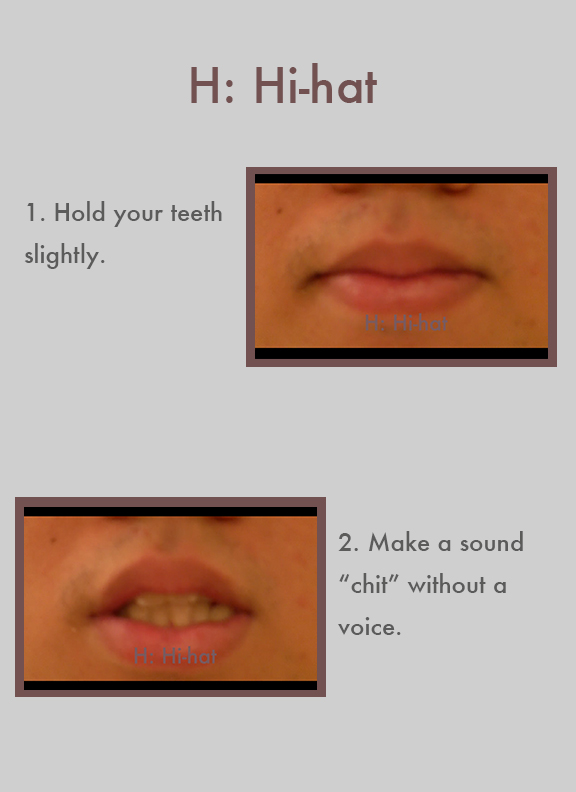 H: Hi-hat
1. Hold your teeth
slightly.
H: Hi-hat
2. Make a sound
“chit” without a
voice.
H: Hi-hat